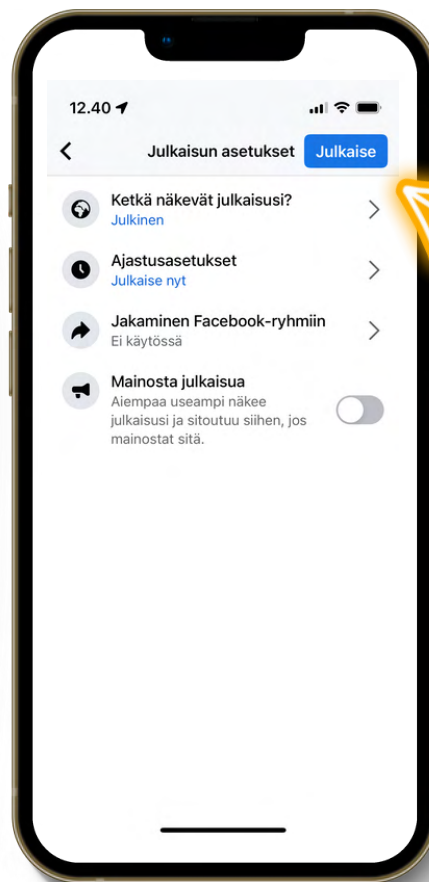 12.40
Julkaisun asetukset Julkaise
Ketkä näkevät julkaisusi?
Julkinen
Ajastusasetukset
Julkaise nyt
Jakaminen Facebook-ryhmiin
Ei käytössä
Mainosta julkaisua
Aiempaa useampi näkee
julkaisusi ja sitoutuu siihen, jos
mainostat sitä.